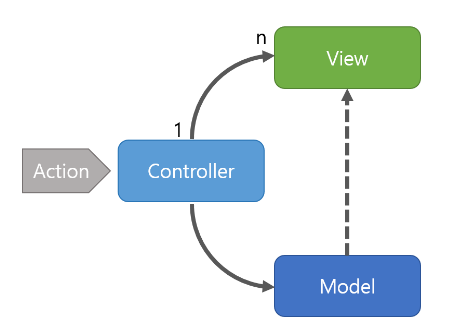 n
View
1
Action
Controller
Model